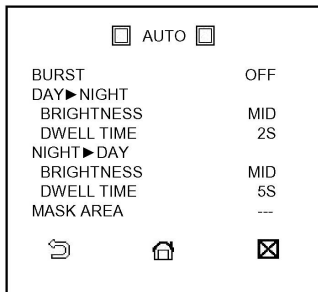 AUTO
BURST OFF
DAY►NIGHT
BRIGHTNESS MID
DWELL TIME 2S
NIGHT►DAY
BRIGHTNESS MID
DWELL TIME 5S
MASK AREA ---